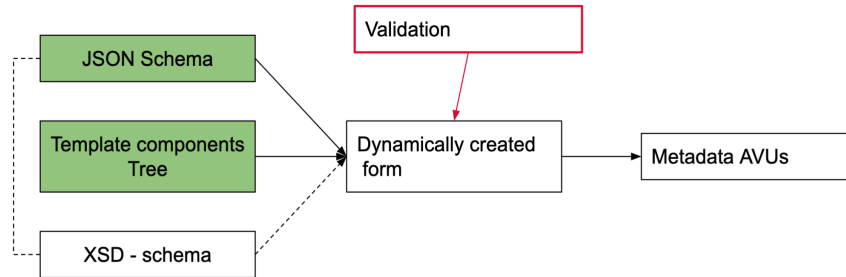 Validation
JSON Schema
Template components
Tree
Dynamically created
form
Metadata AVUs
XSD - schema